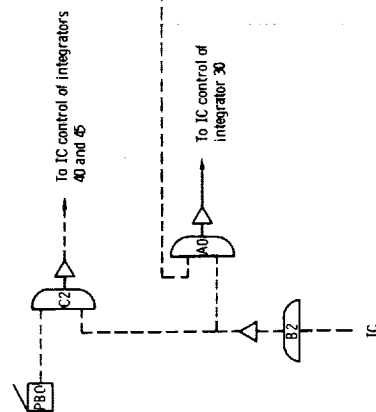 To IC control of integrators
40 and 45
C2
PB0
To IC control of
integrator 30
A0
B2
IC